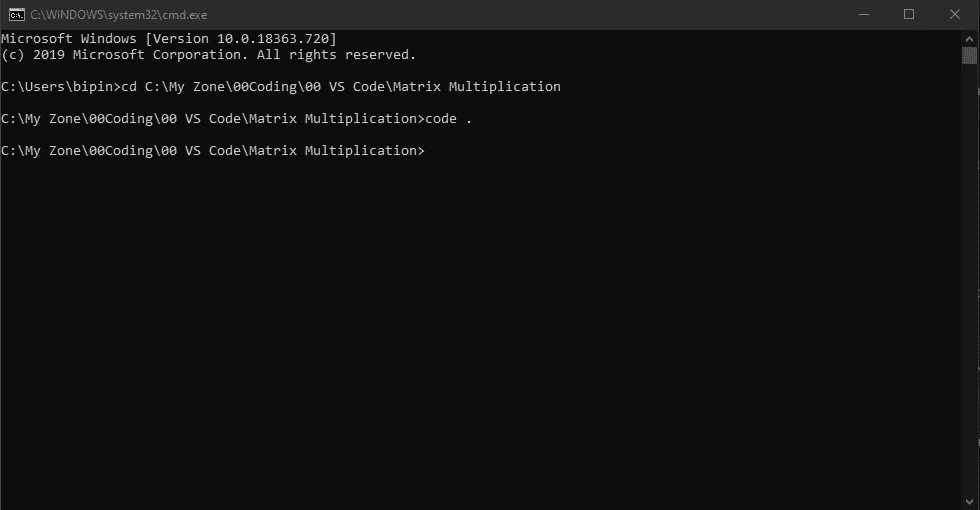 C:\WINDOWS\system32\cmd.exe
Microsoft Windows [Version 10.0.18363.720]
(c) 2019 Microsoft Corporation. All rights reserved.
C:\Users\bipin>cd C:\My Zone\00Coding\00 VS Code\Matrix Multiplication
C:\My Zone\00Coding\00 VS Code\Matrix Multiplication>code .
C:\My Zone\00Coding\00 VS Code\Matrix Multiplication>